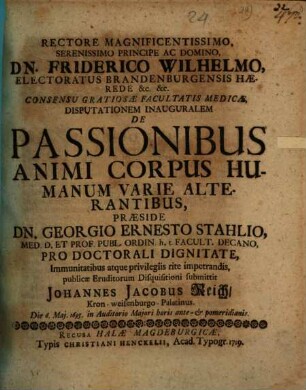 24
RECTORE MAGNIFICENTISSIMO,
SERENISSIMO PRINCIPE AC DOMINO,
DN. FRIDERICO WILHELMO,
ELECTORATUS BRANDENBURGENSIS HÆ-
REDE &c. &c.
CONSENSU GRATIOSÆ FACULTATIS MEDICÆ,
DISPUTATIONEM INAUGURALEM
DE
PASSIONIBUS
ANIMI CORPUS HU-
MANUM VARIE ALTE-
RANTIBUS,
PRÆSIDE
DN. GEORGIO ERNESTO STAHLIO,
MED. D. ET PROF. PUBL. ORDIN. h. t FACULT. DECANO,
PRO DOCTORALI DIGNITATE,
Immunitatibus atque privilegiis rite impetrandis,
publicæ Eruditorum Disquisitioni submittit
JOHANNES JACOBUS Reich/
Kron-weissenburgo-Palatinus.
Die 8. Maj. 1695. in Auditorio Majori horis ante- & pomeridianis.
RECUSA HALÆ MAGDEBURGICÆ,
Typis CHRISTIANI HENCKELII, Acad. Typogr. 1719.